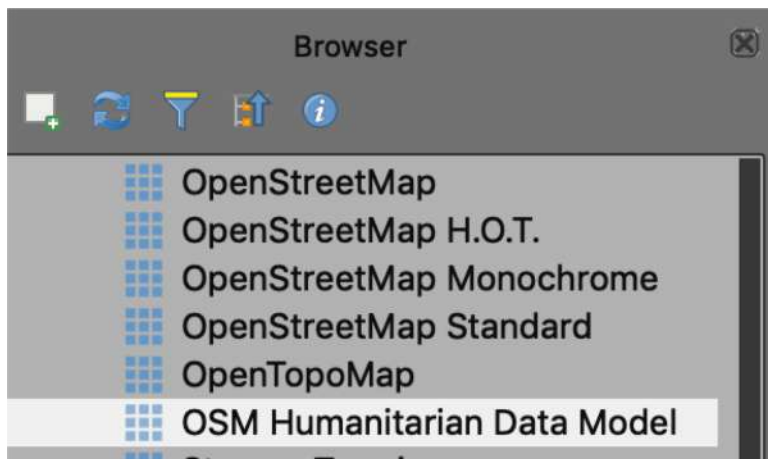 Browser
OpenStreetMap
OpenStreetMap H.O.T.
OpenStreetMap Monochrome
OpenStreetMap Standard
OpenTopoMap
OSM Humanitarian Data Model